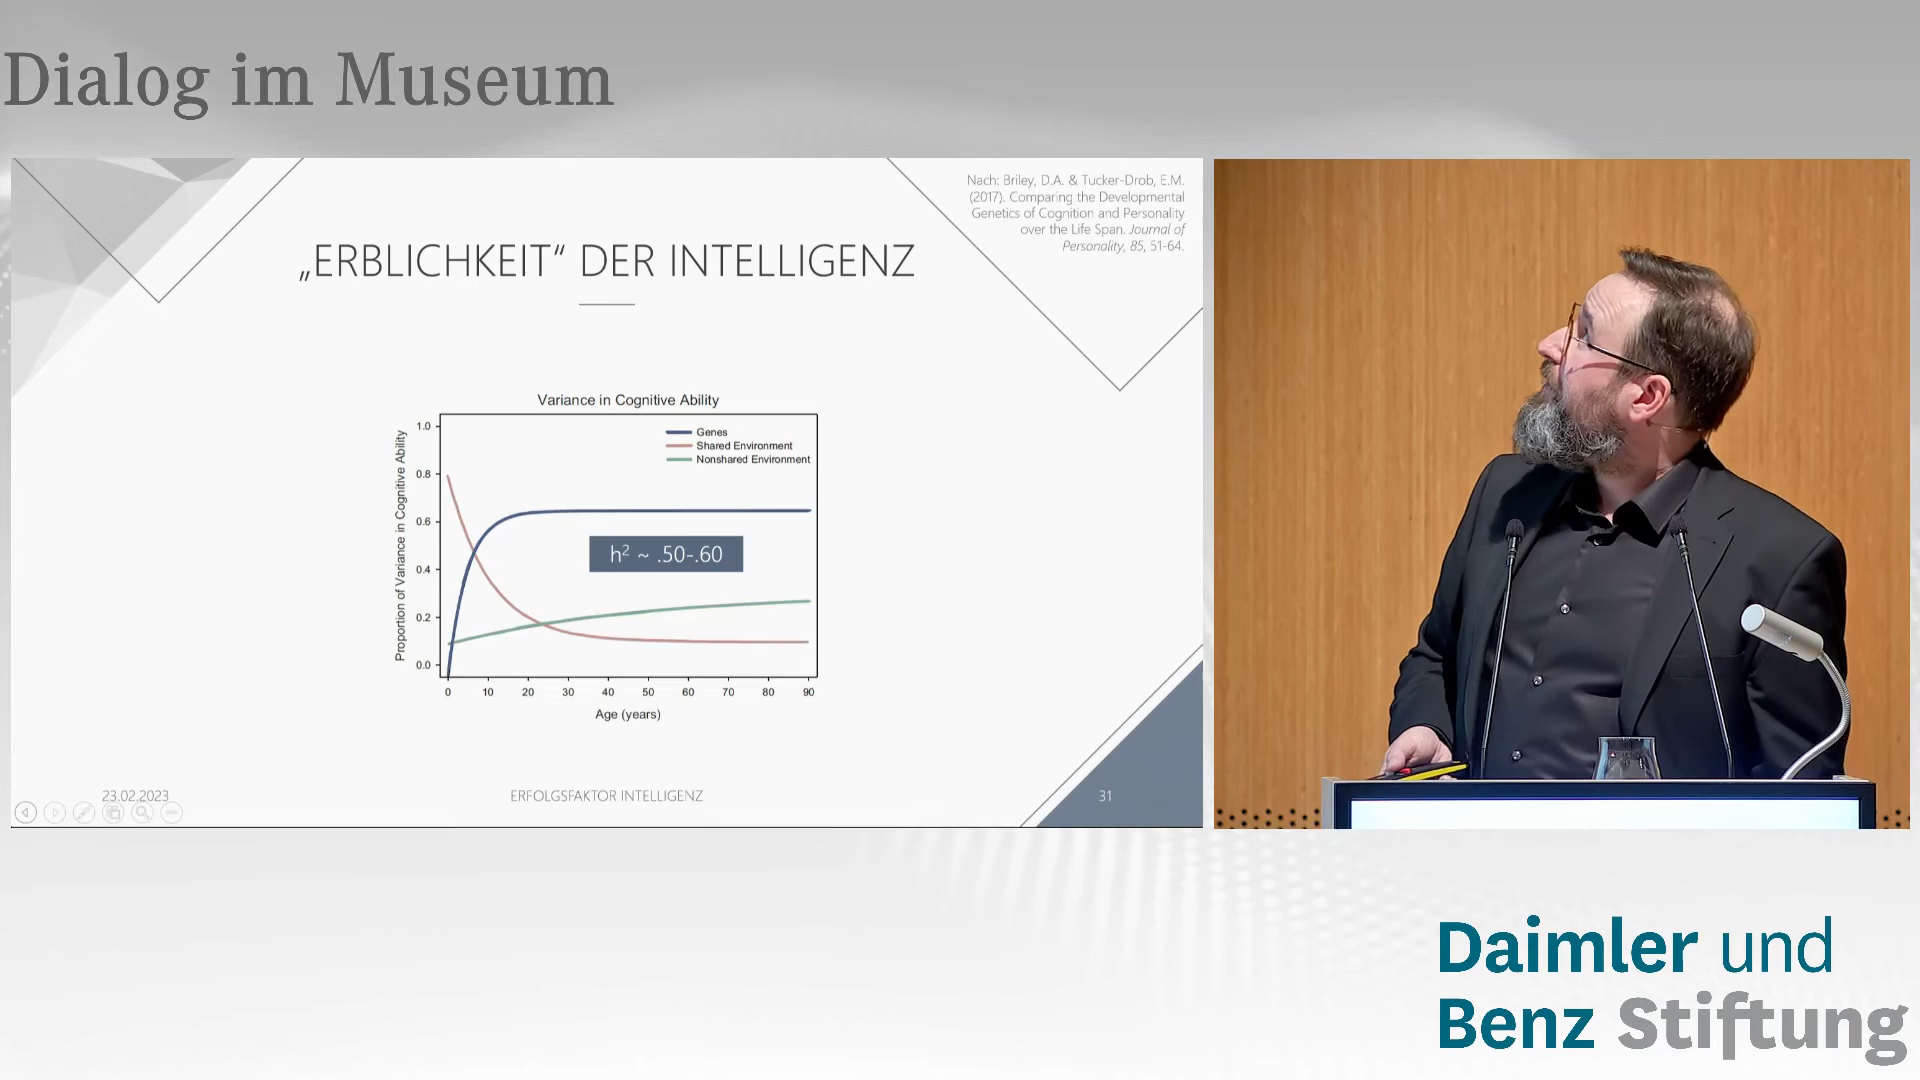 Dialog im Museum
Nach: Briley, D.A. & Tucker-Drob, E.M.
(2017). Comparing the Developmental
Genetics of Cognition and Personality
over the Life Span. Journal of
Personality, 85, 51-64.
„ERBLICHKEIT“ DER INTELLIGENZ
Variance in Cognitive Ability
Genes
Shared Environment
Nonshared Environment
Proportion of Variance in Cognitive Ability
1.0
0.8
0.6
0.4
0.2
0.0
h² ~ .50-.60
0 10 20 30 40 50 60 70 80 90
Age (years)
23.02.2023
ERFOLGSFAKTOR INTELLIGENZ
31
Daimler und
Benz Stiftung